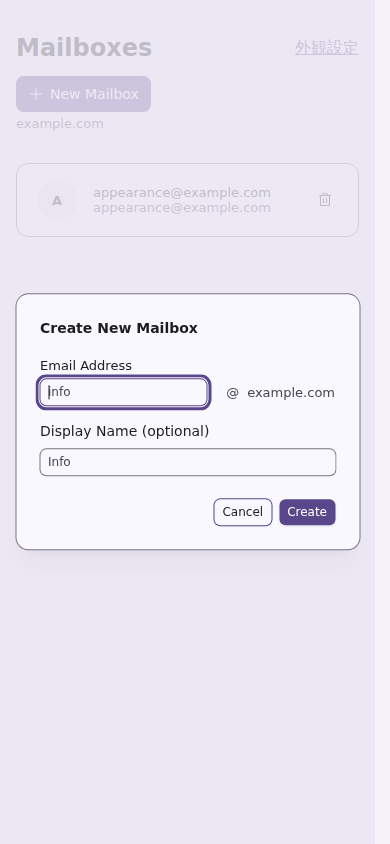 Mailboxes
外観設定
New Mailbox
example.com
A
appearance@example.com
appearance@example.com
Create New Mailbox
Email Address
Info
@ example.com
Display Name (optional)
Info
Cancel
Create